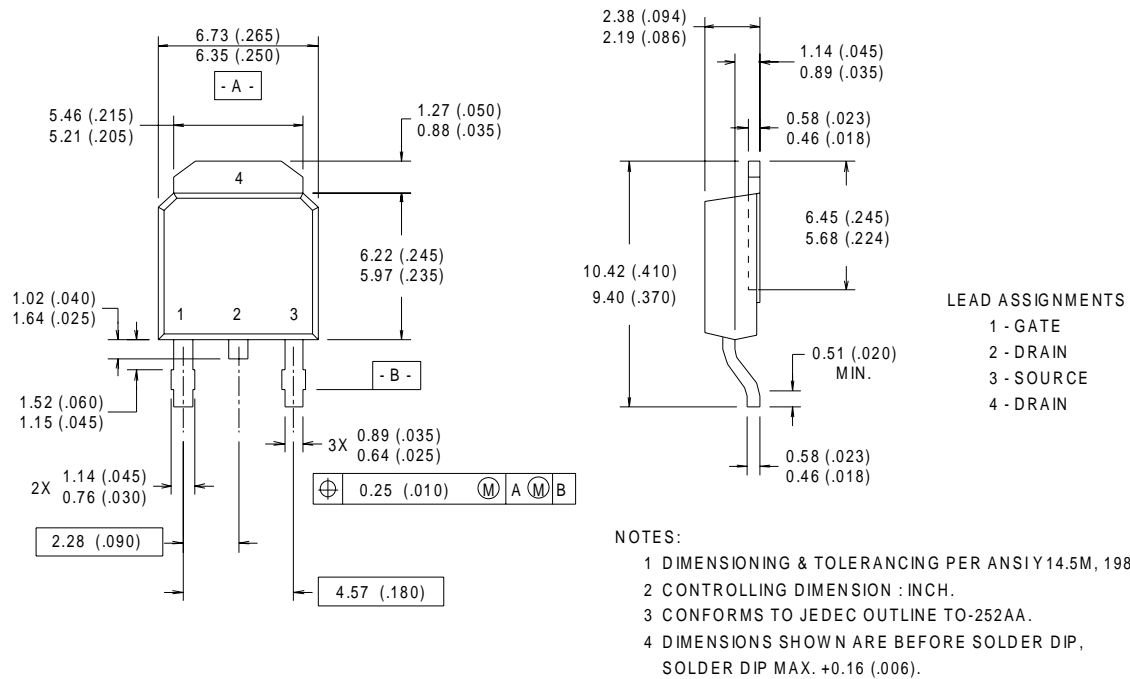 6.73 (.265)
6.35 (.250)
- A -
5.46 (.215)
5.21 (.205)
1.27 (.050)
0.88 (.035)
4
6.22 (.245)
5.97 (.235)
1.02 (.040)
1.64 (.025)
1 2 3
- B -
1.52 (.060)
1.15 (.045)
3X 0.89 (.035)
0.64 (.025)
2X 1.14 (.045)
0.76 (.030)
0.25 (.010) M A M B
2.28 (.090)
4.57 (.180)
2.38 (.094)
2.19 (.086)
1.14 (.045)
0.89 (.035)
0.58 (.023)
0.46 (.018)
6.45 (.245)
5.68 (.224)
10.42 (.410)
9.40 (.370)
0.51 (.020)
MIN.
0.58 (.023)
0.46 (.018)
LEAD ASSIGNMENTS
1 - GATE
2 - DRAIN
3 - SOURCE
4 - DRAIN
NOTES:
1 DIMENSIONING & TOLERANCING PER ANSI Y14.5M, 198
2 CONTROLLING DIMENSION : INCH.
3 CONFORMS TO JEDEC OUTLINE TO-252AA.
4 DIMENSIONS SHOWN ARE BEFORE SOLDER DIP,
SOLDER DIP MAX. +0.16 (.006).